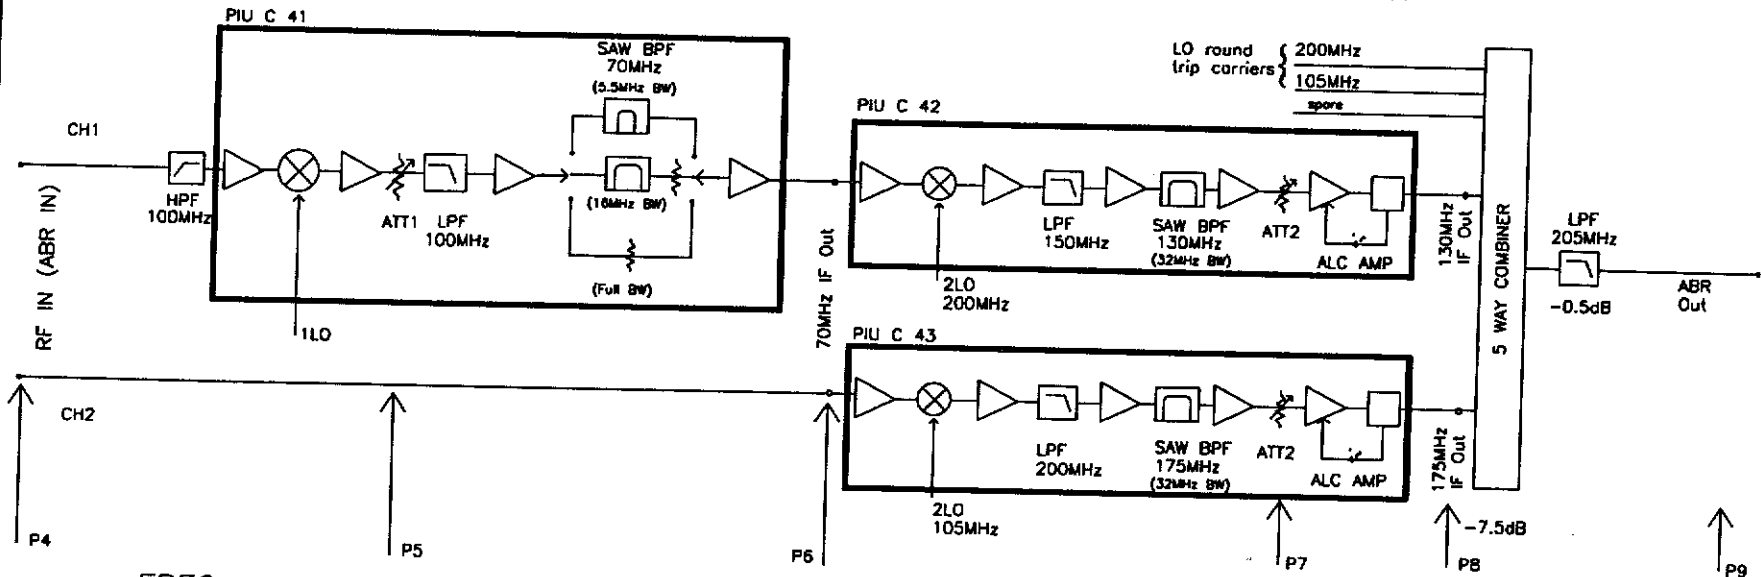 PIU C 41
SAW BPF
70MHz
(5.5MHz BW)
(16MHz BW)
(Full BW)
CH1
HPF
100MHz
ATT1
LPF
100MHz
1LO
RF IN (ABR IN)
CH2
70MHz IF Out
PIU C 42
LPF
150MHz
SAW BPF
130MHz
(32MHz BW)
ATT2
ALC AMP
2LO
200MHz
130MHz
IF Out
PIU C 43
LPF
200MHz
SAW BPF
175MHz
(32MHz BW)
ATT2
ALC AMP
2LO
105MHz
175MHz
IF Out
LO round
trip carriers
200MHz
105MHz
spare
5 WAY COMBINER
-7.5dB
LPF
205MHz
-0.5dB
ABR
Out
P4
P5
P6
P7
P8
P9